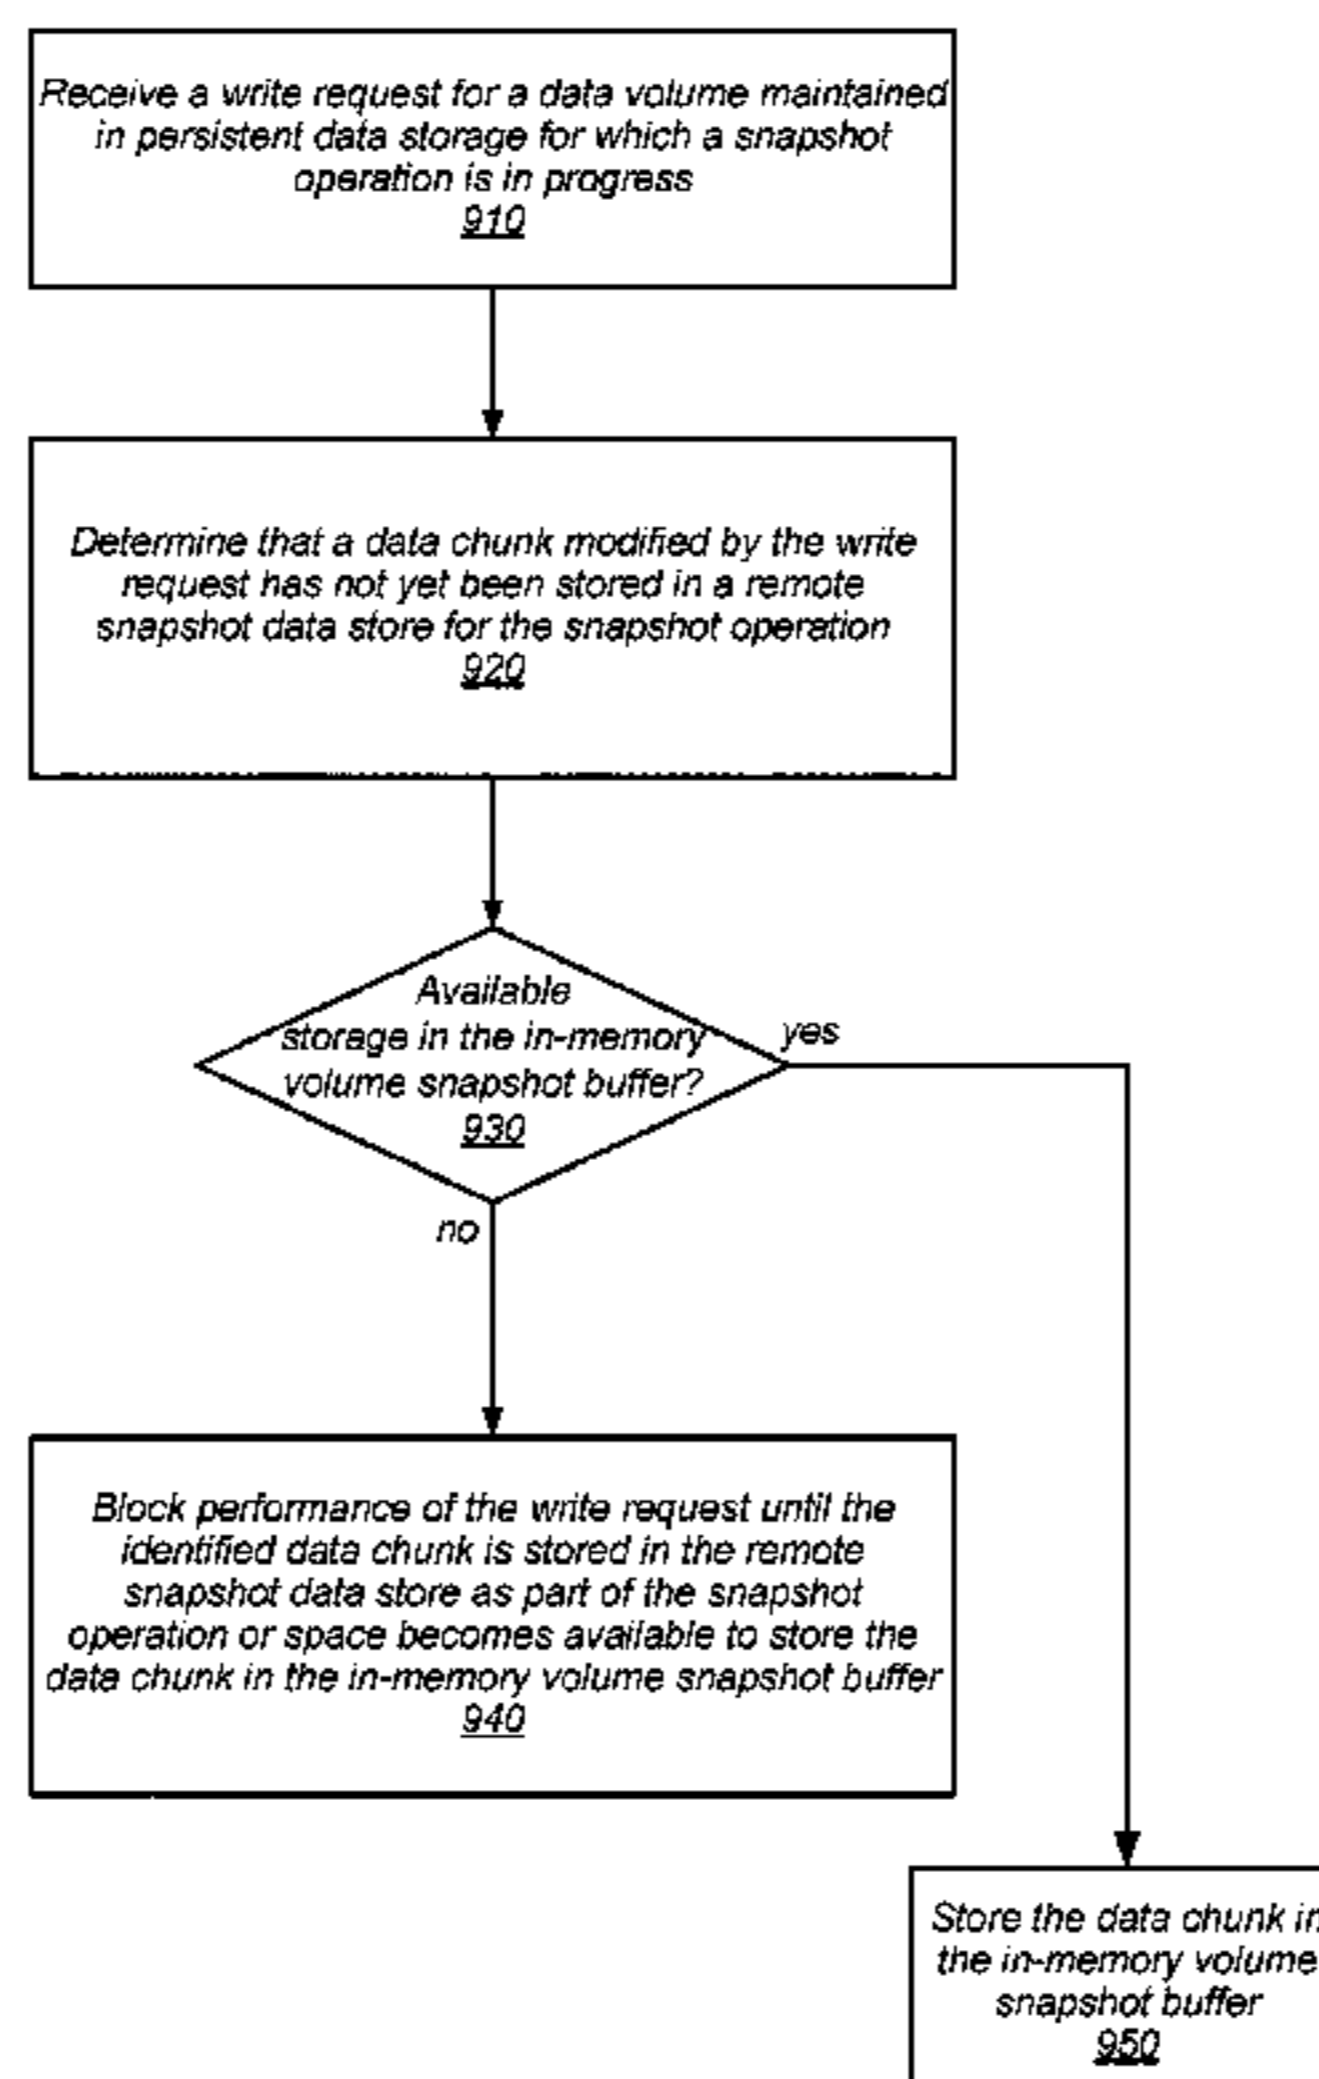 Receive a write request for a data volume maintained
in persistent data storage for which a snapshot
operation is in progress
910
Determine that a data chunk modified by the write
request has not yet been stored in a remote
snapshot data store for the snapshot operation
920
Available
storage in the in-memory
volume snapshot buffer?
930
yes
no
Block performance of the write request until the
identified data chunk is stored in the remote
snapshot data store as part of the snapshot
operation or space becomes available to store the
data chunk in the in-memory volume snapshot buffer
940
Store the data chunk in
the in-memory volume
snapshot buffer
950